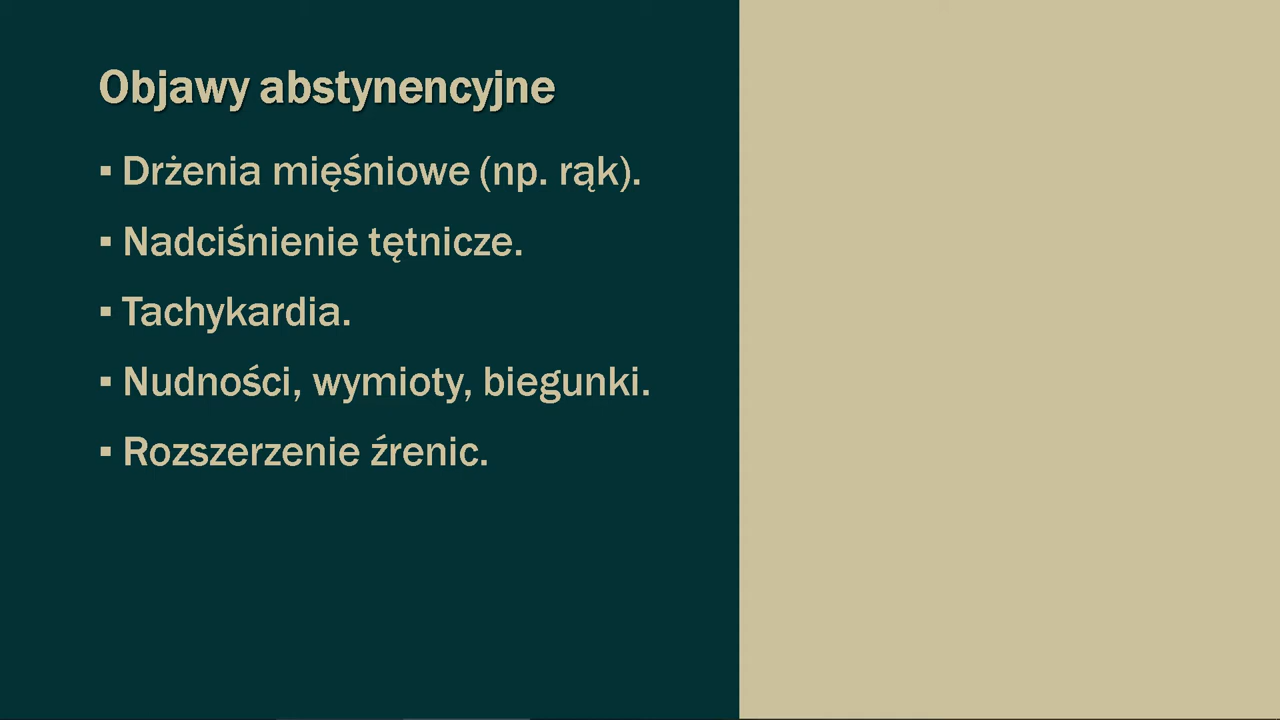 Objawy abstynencyjne
▪ Drżenia mięśniowe (np. rąk).
▪ Nadciśnienie tętnicze.
▪ Tachykardia.
▪ Nudności, wymioty, biegunki.
▪ Rozszerzenie źrenic.